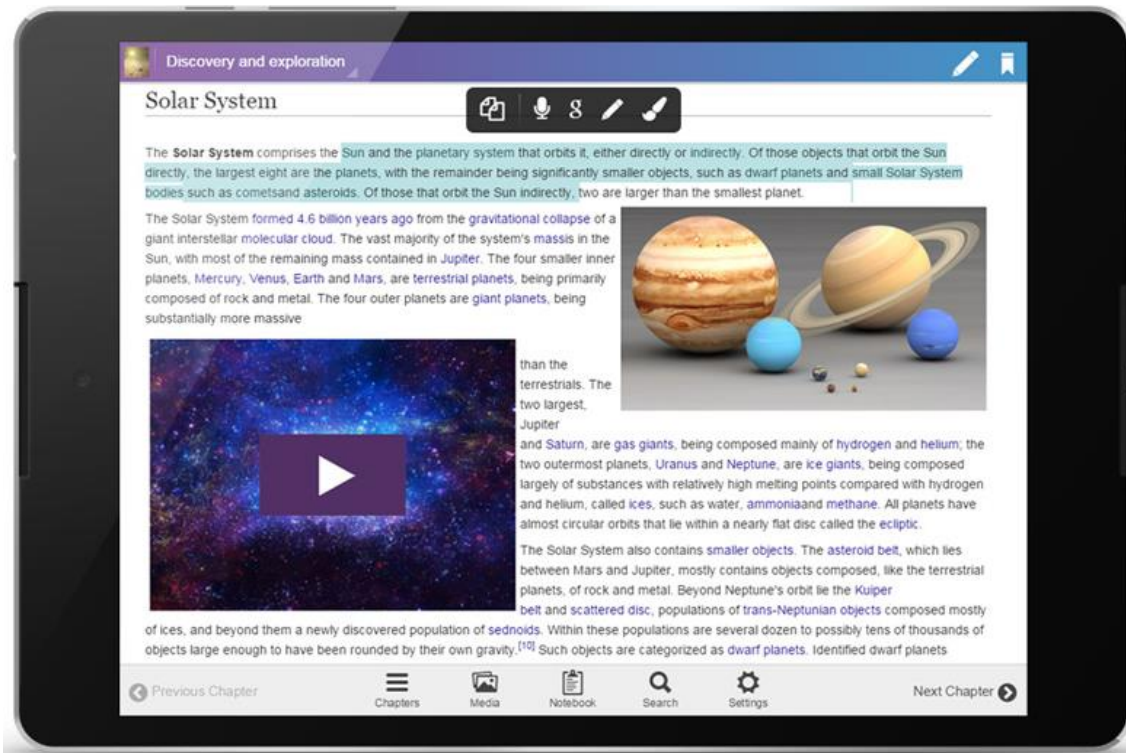 Discovery and exploration
Solar System
g
The Solar System comprises the Sun and the planetary system that orbits it, either directly or indirectly. Of those objects that orbit the Sun
directly, the largest eight are the planets, with the remainder being significantly smaller objects, such as dwarf planets and small Solar System
bodies such as cometsand asteroids. Of those that orbit the Sun indirectly, two are larger than the smallest planet.
The Solar System formed 4.6 billion years ago from the gravitational collapse of a
giant interstellar molecular cloud. The vast majority of the system's massis in the
Sun, with most of the remaining mass contained in Jupiter. The four smaller inner
planets, Mercury, Venus, Earth and Mars, are terrestrial planets, being primarily
composed of rock and metal. The four outer planets are giant planets, being
substantially more massive
than the
terrestrials. The
two largest,
Jupiter
and Saturn, are gas giants, being composed mainly of hydrogen and helium; the
two outermost planets, Uranus and Neptune, are ice giants, being composed
largely of substances with relatively high melting points compared with hydrogen
and helium, called ices, such as water, ammoniaand methane. All planets have
almost circular orbits that lie within a nearly flat disc called the ecliptic.
The Solar System also contains smaller objects. The asteroid belt, which lies
between Mars and Jupiter, mostly contains objects composed, like the terrestrial
planets, of rock and metal. Beyond Neptune's orbit lie the Kuiper
belt and scattered disc, populations of trans-Neptunian objects composed mostly
of ices, and beyond them a newly discovered population of sednoids. Within these populations are several dozen to possibly tens of thousands of
objects large enough to have been rounded by their own gravity.[10] Such objects are categorized as dwarf planets. Identified dwarf planets
Previous Chapter
Chapters
Media
Notebook
Search
Settings
Next Chapter